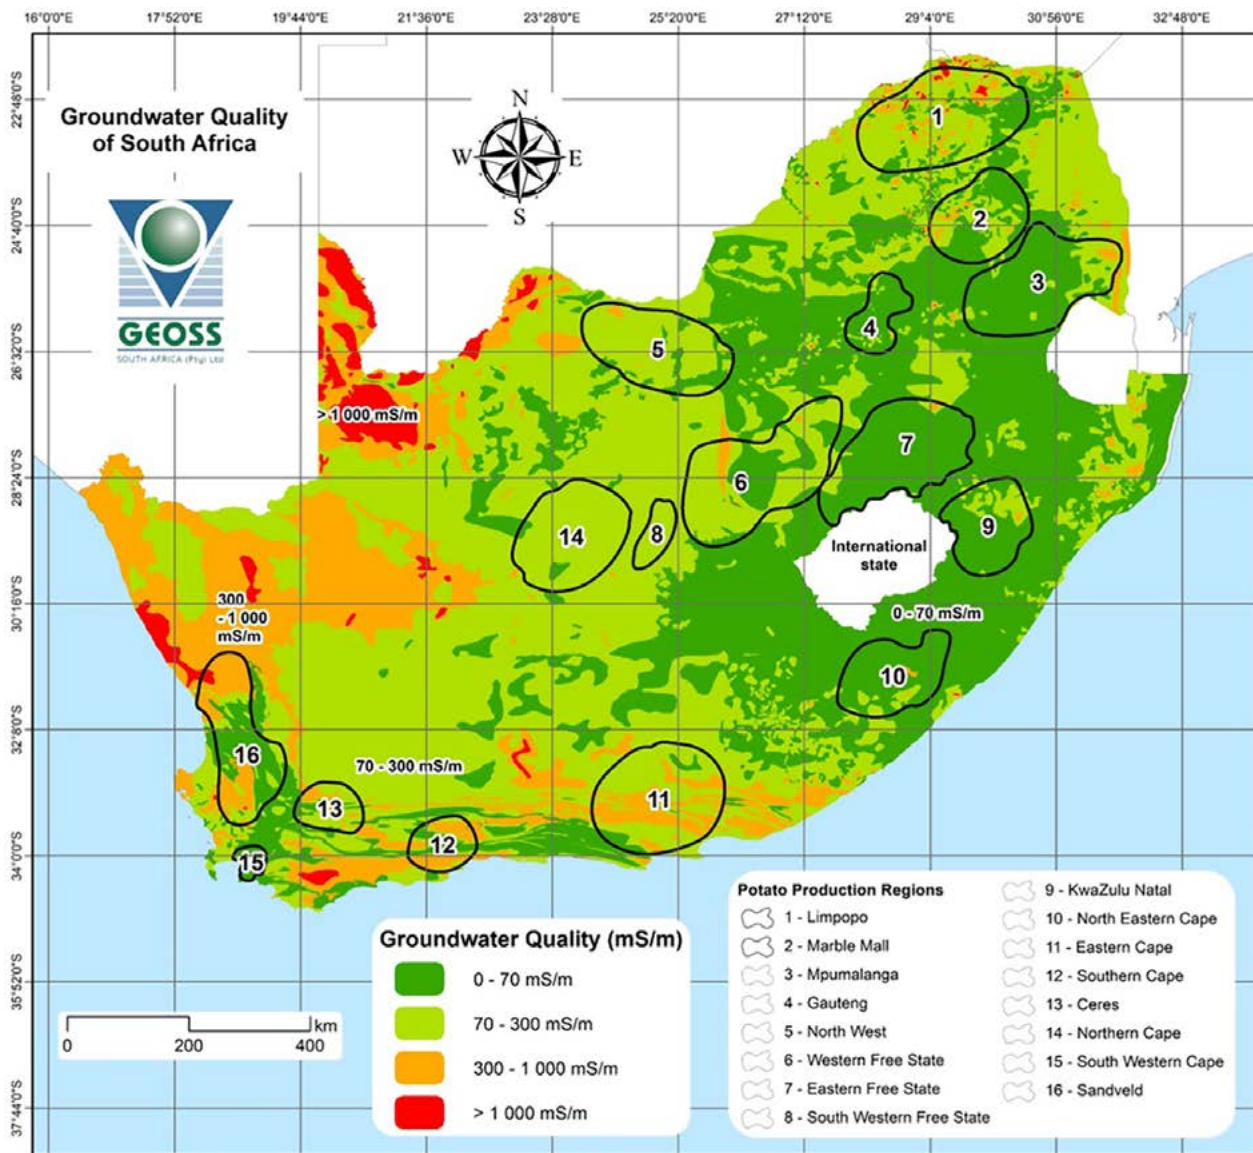 16°0'0"E 17°52'0"E 19°44'0"E 21°36'0"E 23°28'0"E 25°20'0"E 27°12'0"E 29°4'0"E 30°56'0"E 32°48'0"E
22°48'0"S
24°40'0"S
26°32'0"S
28°24'0"S
30°16'0"S
32°8'0"S
34°0'0"S
35°52'0"S
37°44'0"S
Groundwater Quality
of South Africa
GEOSS
SOUTH AFRICA (Pty) Ltd
N
W E
S
1
2
3
4
5
> 1 000 mS/m
7
6
8
14
9
International
state
300
- 1 000
mS/m
0 - 70 mS/m
10
16
70 - 300 mS/m
13
11
12
15
Groundwater Quality (mS/m)
0 - 70 mS/m
70 - 300 mS/m
300 - 1 000 mS/m
> 1 000 mS/m
km
0 200 400
Potato Production Regions
1 - Limpopo
2 - Marble Mall
3 - Mpumalanga
4 - Gauteng
5 - North West
6 - Western Free State
7 - Eastern Free State
8 - South Western Free State
9 - KwaZulu Natal
10 - North Eastern Cape
11 - Eastern Cape
12 - Southern Cape
13 - Ceres
14 - Northern Cape
15 - South Western Cape
16 - Sandveld